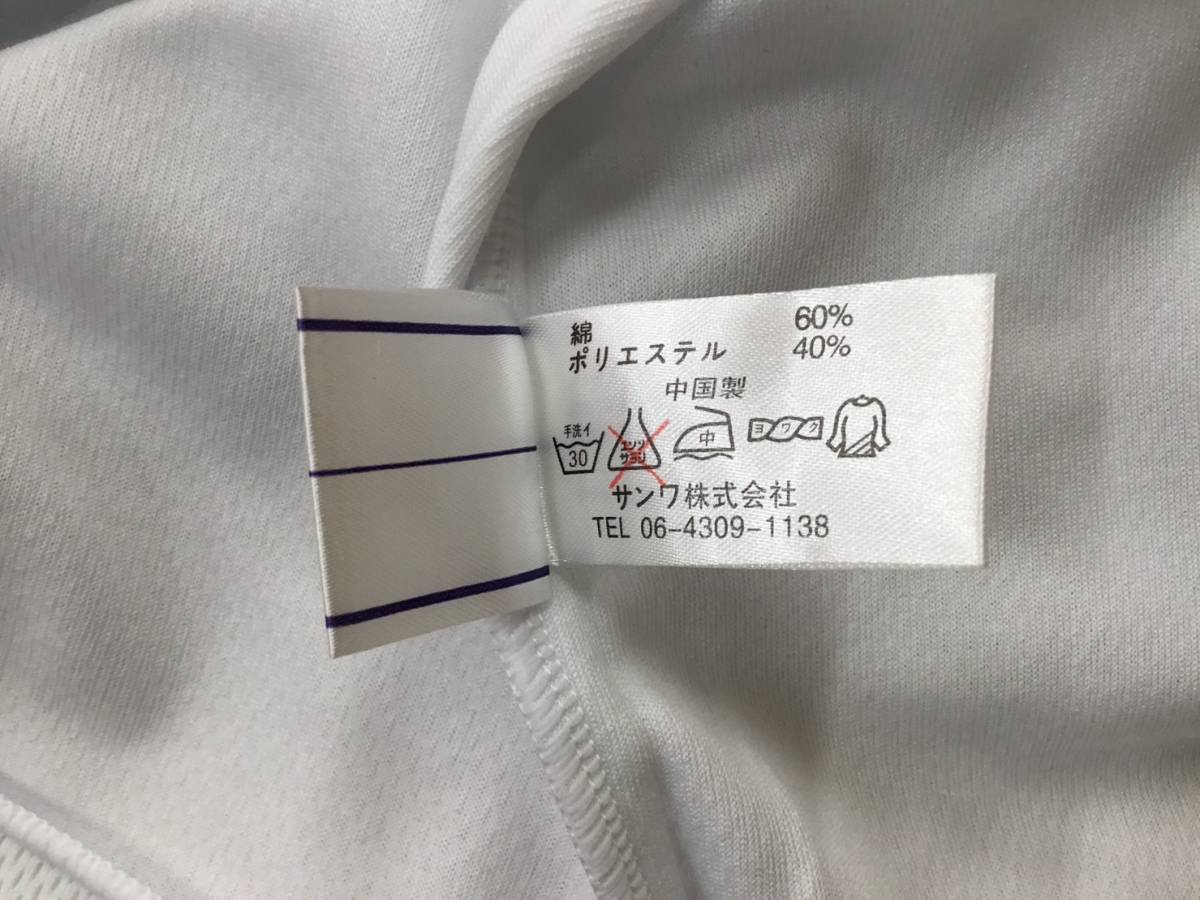 綿 60%
ポリエステル 40%
中国製
手洗イ 30 エンソ サラシ 中 ヨワク
サンワ株式会社
TEL 06-4309-1138